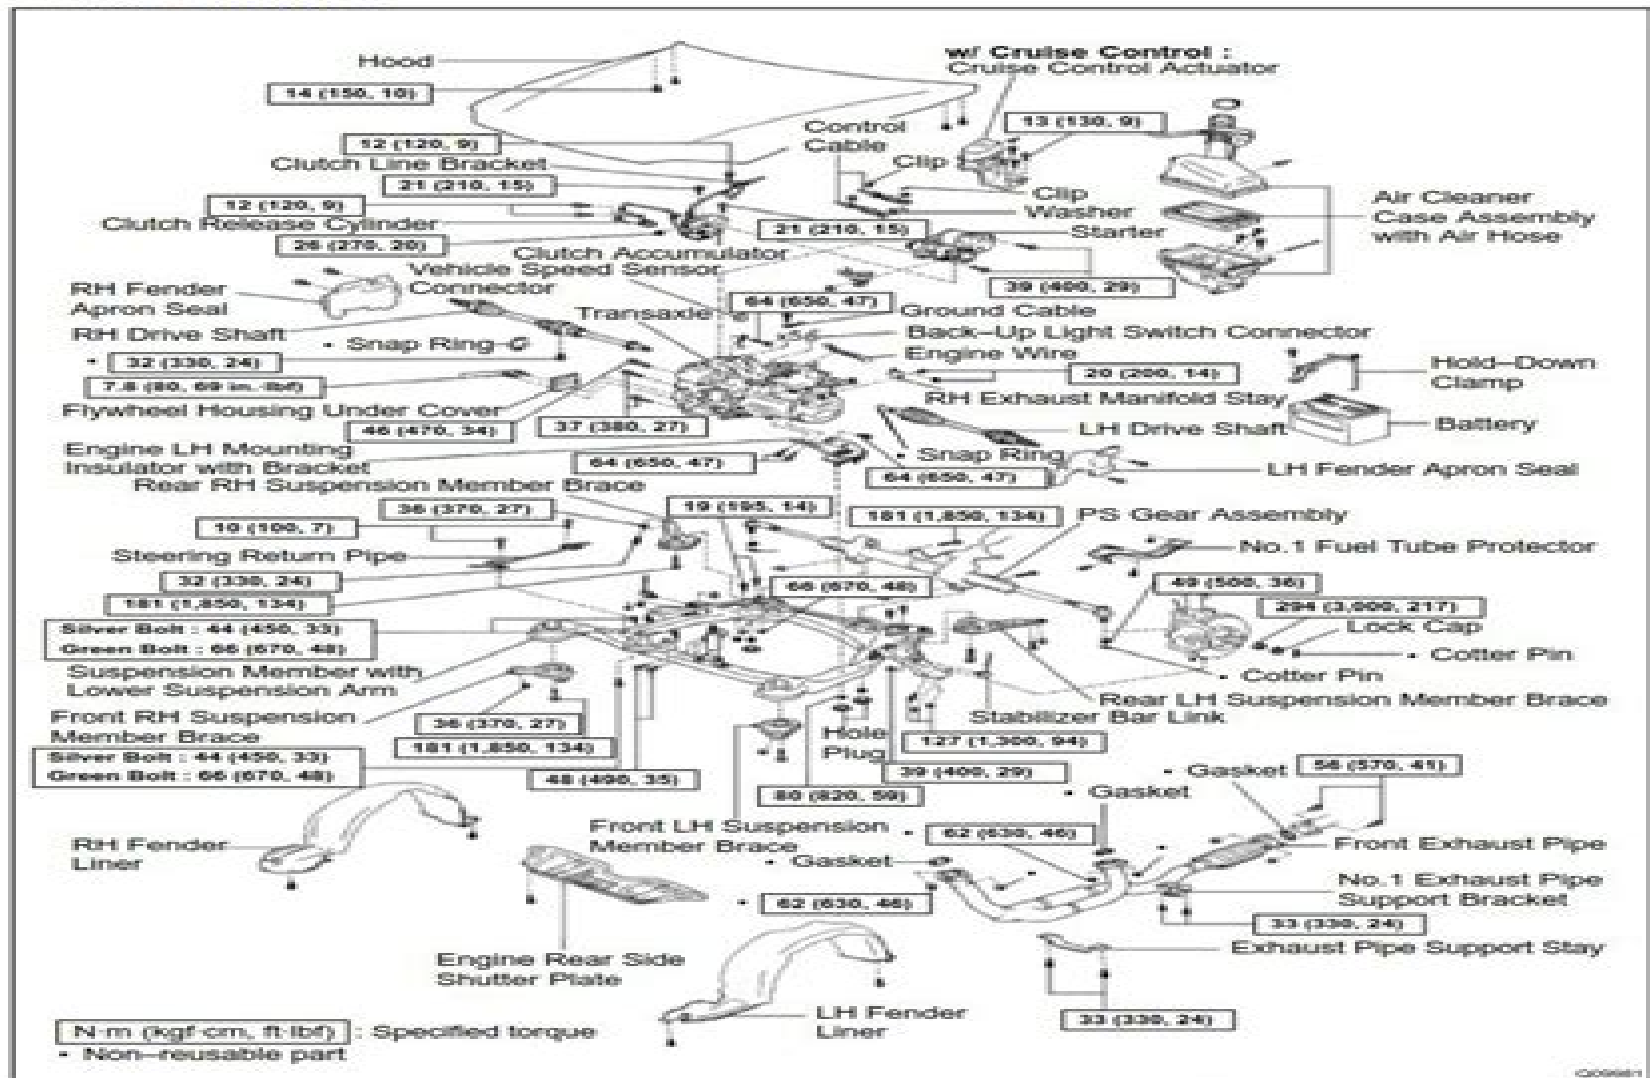 Hood
w/ Cruise Control :
Cruise Control Actuator
14 (150, 10)
Control
Cable
13 (130, 9)
12 (120, 9)
Clutch Line Bracket
Clip
21 (210, 15)
Clip
12 (120, 9)
Washer
Air Cleaner
Case Assembly
with Air Hose
Clutch Release Cylinder
21 (210, 15)
Starter
26 (270, 20)
Clutch Accumulator
Vehicle Speed Sensor
Connector
39 (400, 29)
RH Fender
Apron Seal
64 (650, 47)
Ground Cable
Transaxle
RH Drive Shaft
Back-Up Light Switch Connector
• Snap Ring
Engine Wire
• 32 (330, 24)
20 (200, 14)
Hold-Down
Clamp
7.8 (80, 69 in.·lbf)
RH Exhaust Manifold Stay
Flywheel Housing Under Cover
46 (470, 34)
37 (380, 27)
LH Drive Shaft
Battery
Engine LH Mounting
Insulator with Bracket
64 (650, 47)
• Snap Ring
64 (650, 47)
LH Fender Apron Seal
Rear RH Suspension Member Brace
36 (370, 27)
19 (195, 14)
10 (100, 7)
181 (1,850, 134)
PS Gear Assembly
Steering Return Pipe
No.1 Fuel Tube Protector
32 (330, 24)
66 (670, 48)
49 (500, 36)
181 (1,850, 134)
294 (3,000, 217)
Silver Bolt : 44 (450, 33)
Green Bolt : 66 (670, 48)
Lock Cap
• Cotter Pin
Suspension Member with
Lower Suspension Arm
• Cotter Pin
Rear LH Suspension Member Brace
Front RH Suspension
Member Brace
36 (370, 27)
Stabilizer Bar Link
181 (1,850, 134)
Hole
Plug
127 (1,300, 94)
Silver Bolt : 44 (450, 33)
Green Bolt : 66 (670, 48)
48 (490, 35)
39 (400, 29)
• Gasket
56 (570, 41)
80 (820, 59)
• Gasket
RH Fender
Liner
Front LH Suspension
Member Brace
• 62 (630, 46)
Front Exhaust Pipe
• Gasket
No.1 Exhaust Pipe
Support Bracket
• 62 (630, 46)
33 (330, 24)
Engine Rear Side
Shutter Plate
Exhaust Pipe Support Stay
LH Fender
Liner
33 (330, 24)
N·m (kgf·cm, ft·lbf) : Specified torque
• Non-reusable part